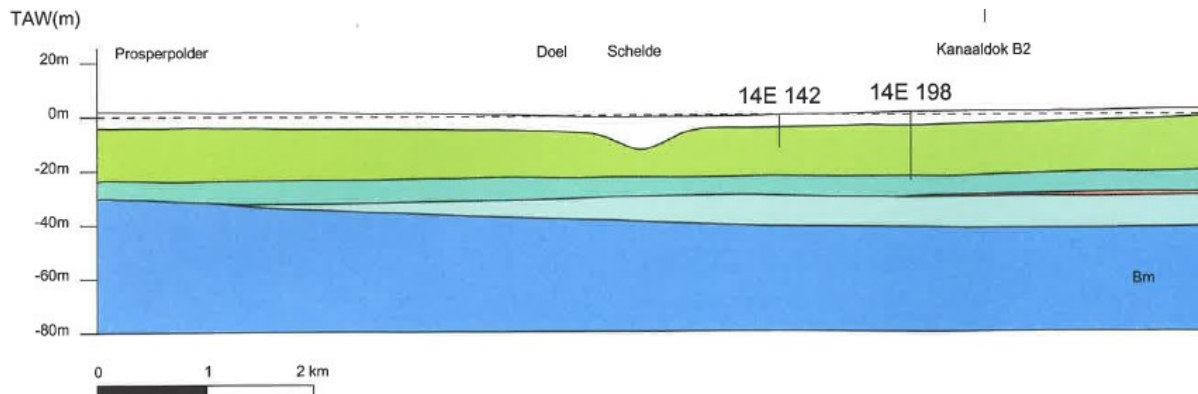 TAW(m)
20m
Prosperpolder
Doel
Schelde
Kanaaldok B2
14E 142
14E 198
0m
-20m
-40m
-60m
Bm
-80m
0
1
2 km